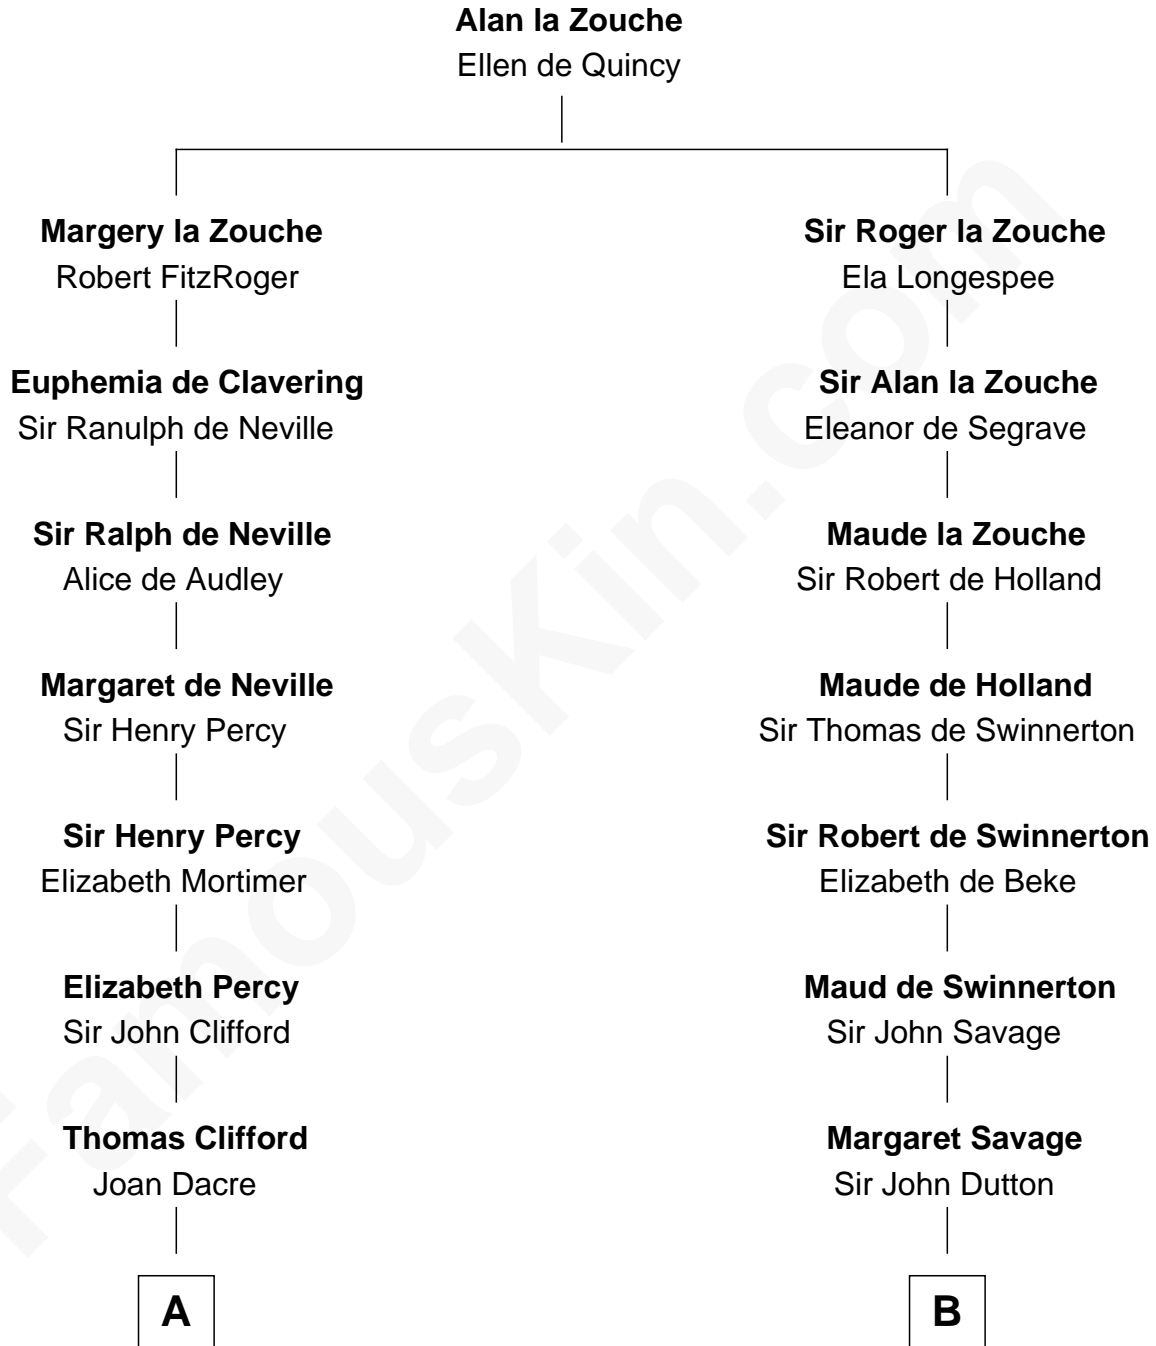 Alan la Zouche
Ellen de Quincy
Margery la Zouche
Robert FitzRoger
Sir Roger la Zouche
Ela Longespee
Euphemia de Clavering
Sir Ranulph de Neville
Sir Alan la Zouche
Eleanor de Segrave
Sir Ralph de Neville
Alice de Audley
Maude la Zouche
Sir Robert de Holland
Margaret de Neville
Sir Henry Percy
Maude de Holland
Sir Thomas de Swinnerton
Sir Henry Percy
Elizabeth Mortimer
Sir Robert de Swinnerton
Elizabeth de Beke
Elizabeth Percy
Sir John Clifford
Maud de Swinnerton
Sir John Savage
Thomas Clifford
Joan Dacre
Margaret Savage
Sir John Dutton
A
B
FamousKin.com